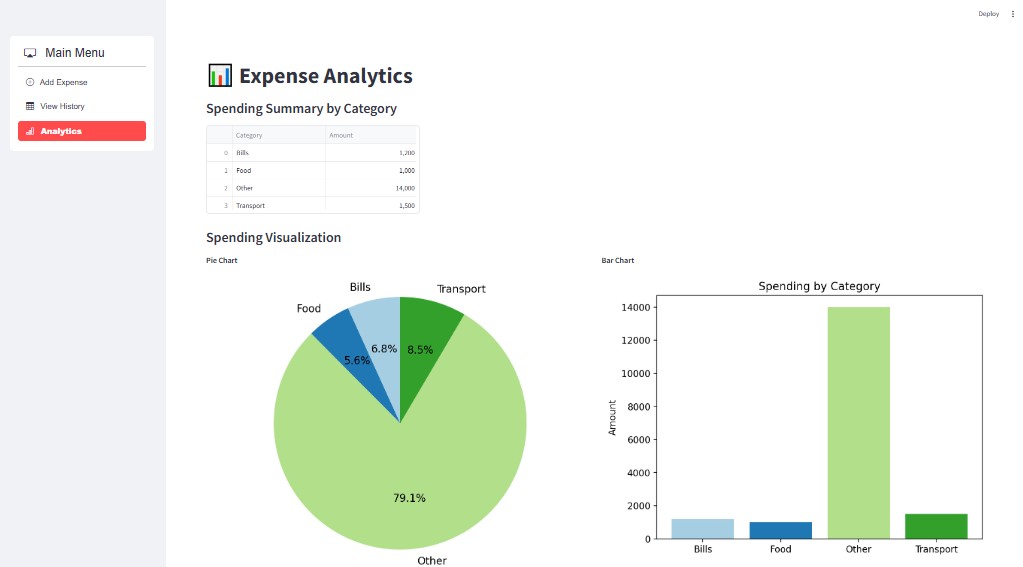 Deploy
Main Menu
Add Expense
View History
Analytics
Expense Analytics
Spending Summary by Category
Category Amount
0 Bills 1,200
1 Food 1,000
2 Other 14,000
3 Transport 1,500
Spending Visualization
Pie Chart
Bills
Transport
Food
6.8%
8.5%
5.6%
79.1%
Other
Bar Chart
Spending by Category
14000
12000
10000
8000
6000
4000
2000
0
Amount
Bills Food Other Transport